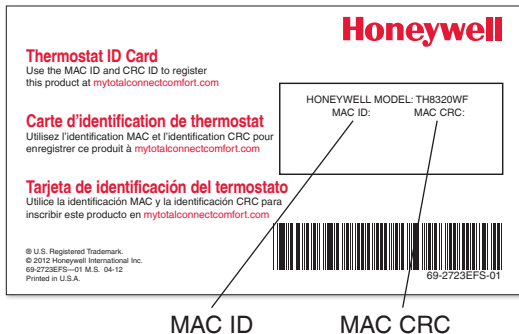 Honeywell
Thermostat ID Card
Use the MAC ID and CRC ID to register
this product at mytotalconnectcomfort.com
HONEYWELL MODEL: TH8320WF
MAC ID: MAC CRC:
Carte d'identification de thermostat
Utilisez l'identification MAC et l'identification CRC pour
enregistrer ce produit à mytotalconnectcomfort.com
Tarjeta de identificación del termostato
Utilice la identificación MAC y la identificación CRC para
inscribir este producto en mytotalconnectcomfort.com
® U.S. Registered Trademark.
© 2012 Honeywell International Inc.
69-2723EFS—01 M.S. 04-12
Printed in U.S.A.
69-2723EFS-01
MAC ID MAC CRC